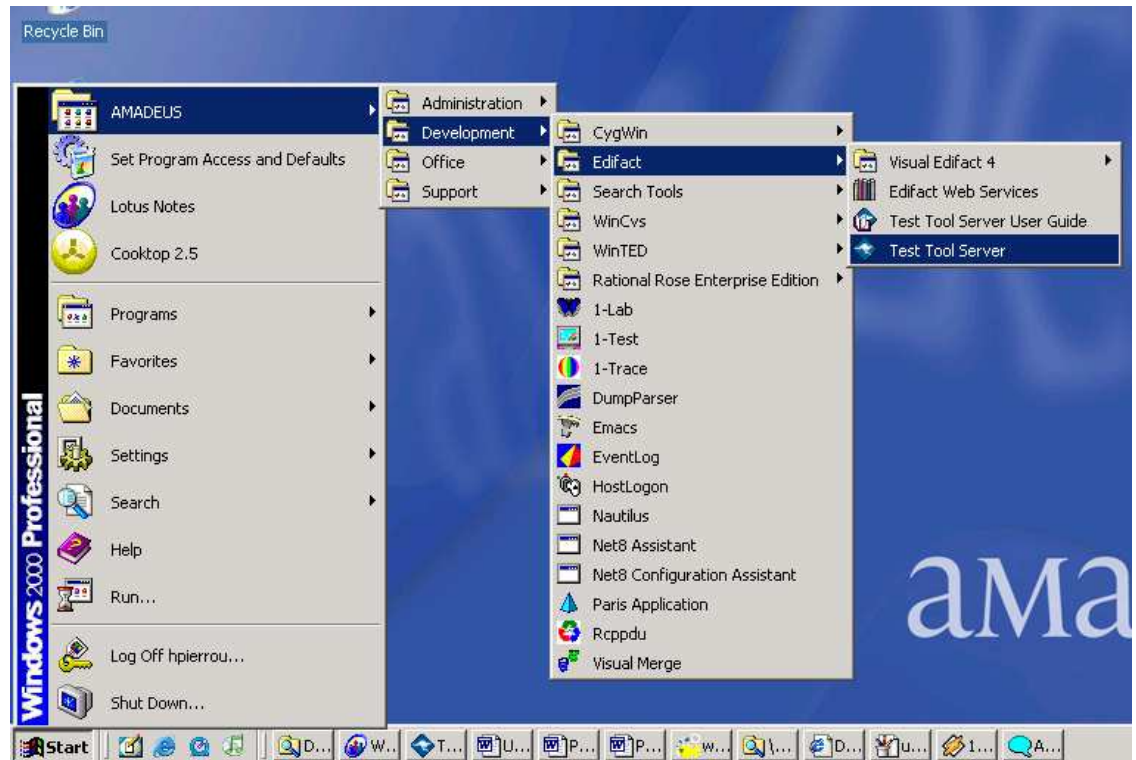 Recycle Bin
AMADEUS
Set Program Access and Defaults
Lotus Notes
Cooktop 2.5
Programs
Favorites
Documents
Settings
Search
Help
Run...
Log Off hpierrou...
Shut Down...
Windows 2000 Professional
Administration
Development
Office
Support
CygWin
Edifact
Search Tools
WinCvs
WinTED
Rational Rose Enterprise Edition
1-Lab
1-Test
1-Trace
DumpParser
Emacs
EventLog
HostLogon
Nautilus
Net8 Assistant
Net8 Configuration Assistant
Paris Application
Rcppdu
Visual Merge
Visual Edifact 4
Edifact Web Services
Test Tool Server User Guide
Test Tool Server
aMa
Start
D...
W...
T...
U...
P...
P...
w...
\...
D...
u...
1...
A...